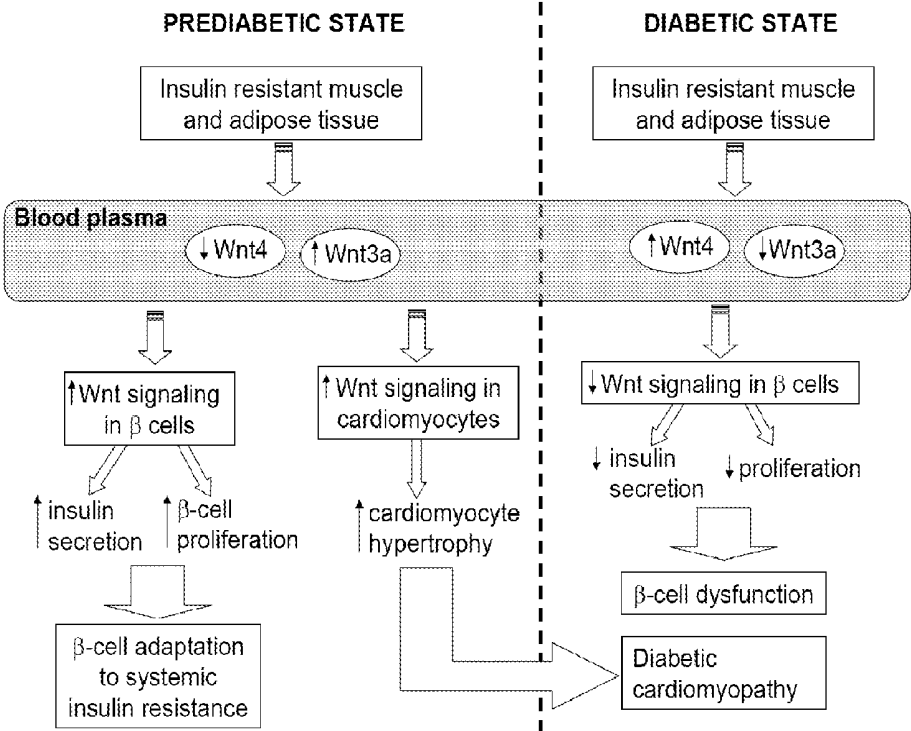 PREDIABETIC STATE
DIABETIC STATE
Insulin resistant muscle
and adipose tissue
Insulin resistant muscle
and adipose tissue
Blood plasma
↓ Wnt4
↑ Wnt3a
↑ Wnt4
↓ Wnt3a
↑ Wnt signaling
in β cells
↑ Wnt signaling in
cardiomyocytes
↓ Wnt signaling in β cells
↑ insulin
secretion
↑ β-cell
proliferation
↑ cardiomyocyte
hypertrophy
↓ insulin
secretion
↓ proliferation
β-cell adaptation
to systemic
insulin resistance
β-cell dysfunction
Diabetic
cardiomyopathy